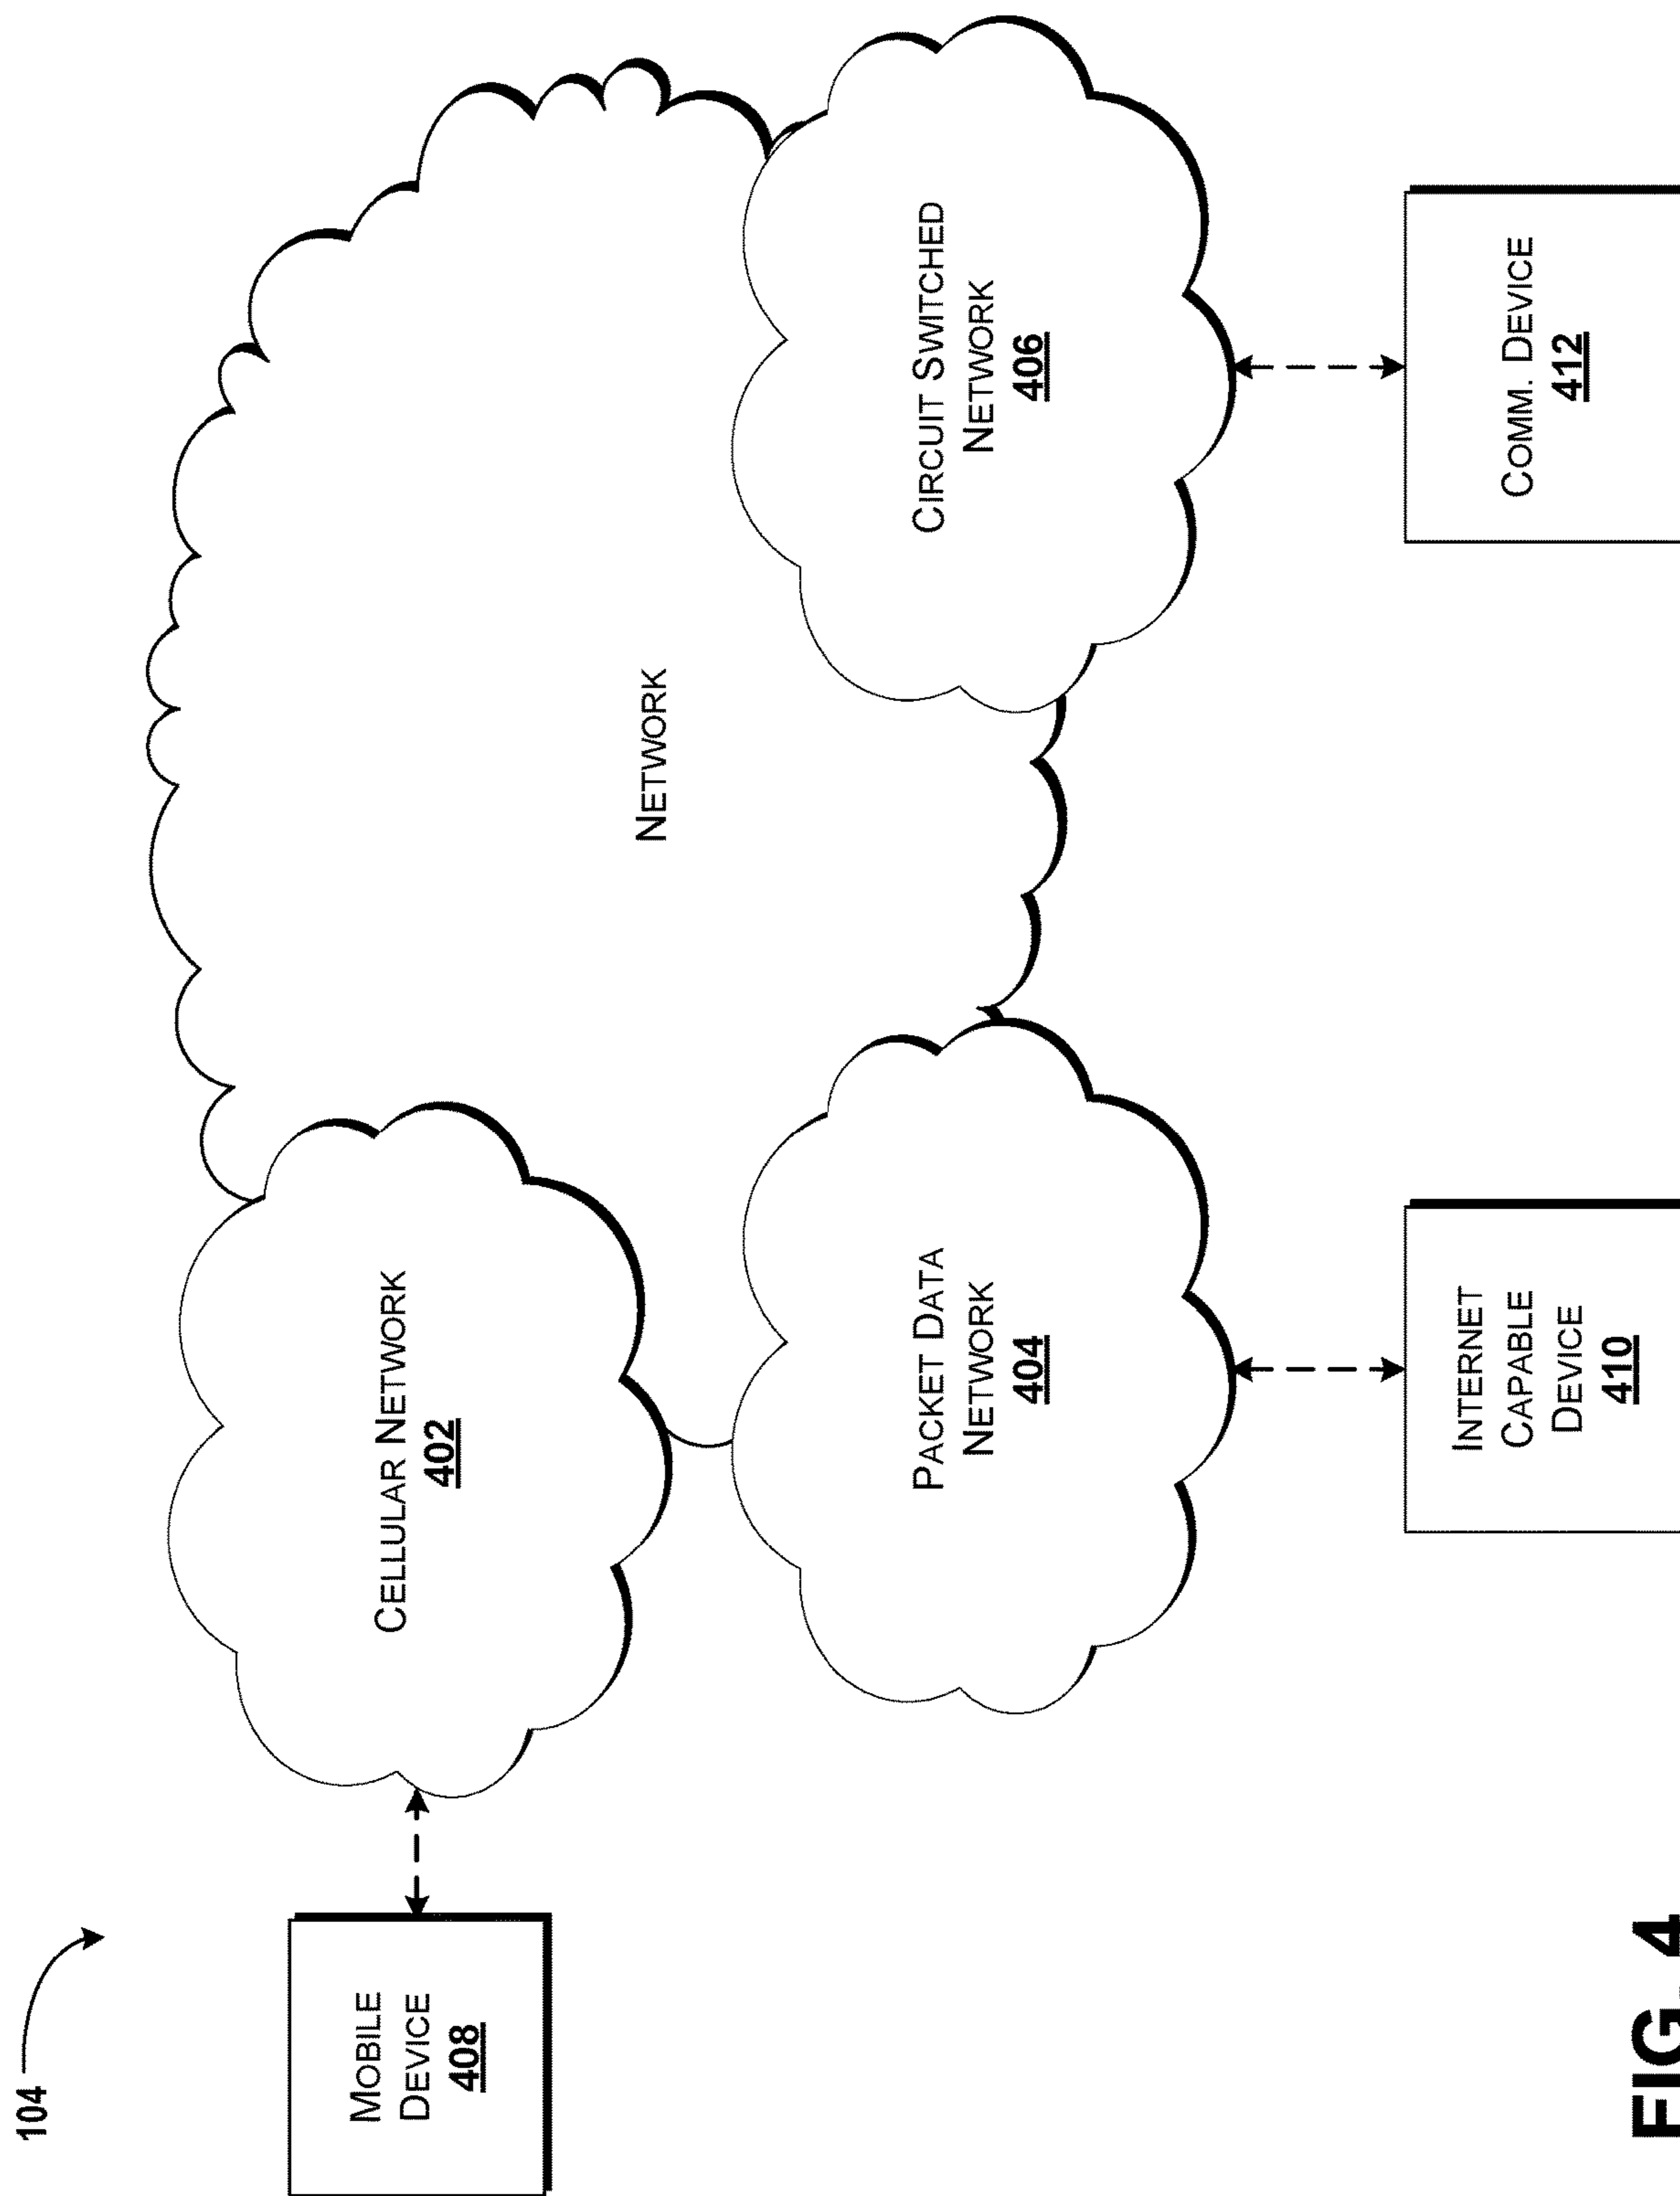 104
MOBILE
DEVICE
408
CELLULAR NETWORK
402
NETWORK
PACKET DATA
NETWORK
404
CIRCUIT SWITCHED
NETWORK
406
INTERNET
CAPABLE
DEVICE
410
COMM. DEVICE
412
FIG. 4